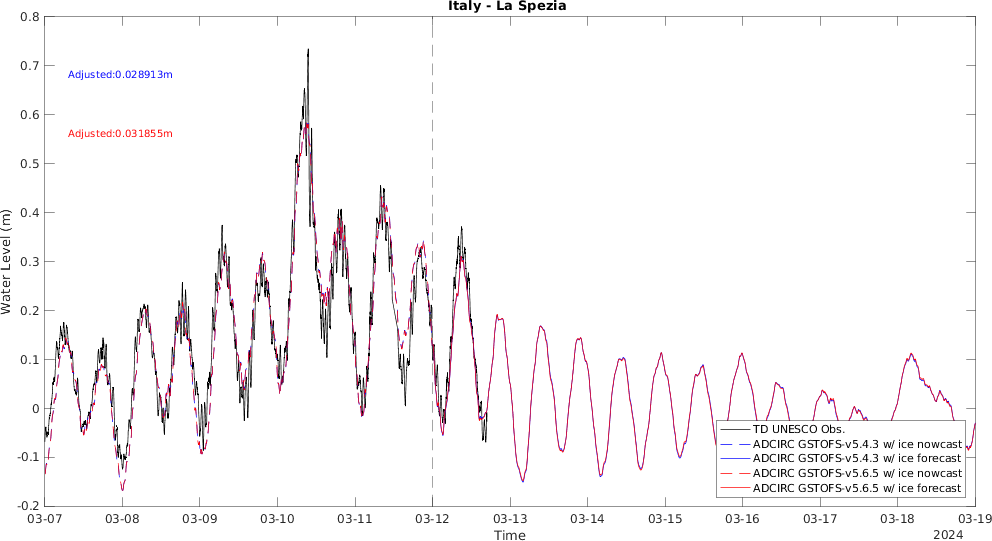 Italy - La Spezia
0.8
0.7
0.6
0.5
0.4
0.3
0.2
0.1
0
-0.1
-0.2
Water Level (m)
Adjusted:0.028913m
Adjusted:0.031855m
TD UNESCO Obs.
ADCIRC GSTOFS-v5.4.3 w/ ice nowcast
ADCIRC GSTOFS-v5.4.3 w/ ice forecast
ADCIRC GSTOFS-v5.6.5 w/ ice nowcast
ADCIRC GSTOFS-v5.6.5 w/ ice forecast
03-07 03-08 03-09 03-10 03-11 03-12 03-13 03-14 03-15 03-16 03-17 03-18 03-19
Time
2024